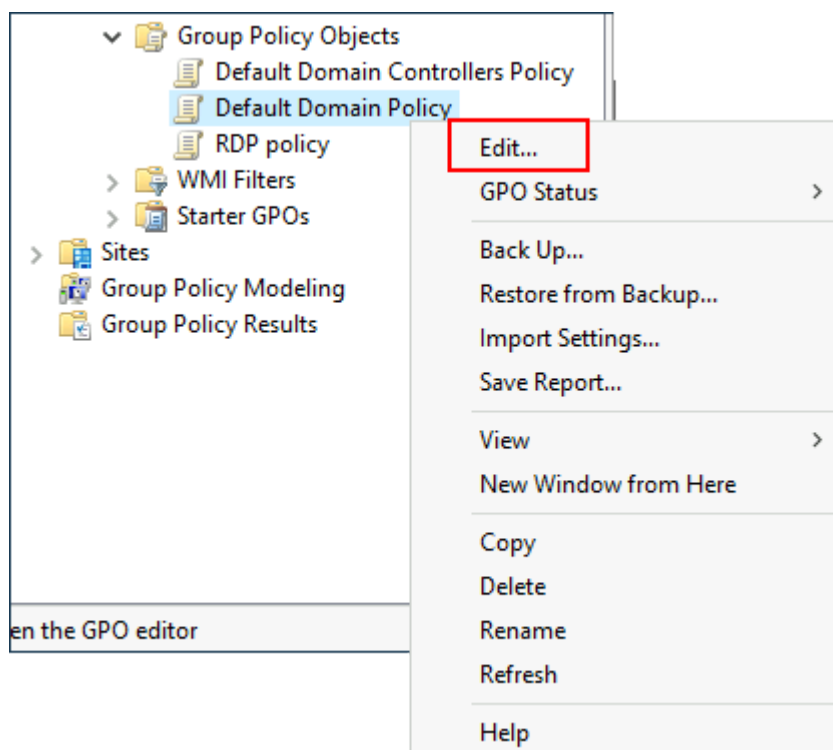 Group Policy Objects
Default Domain Controllers Policy
Default Domain Policy
RDP policy
WMI Filters
Starter GPOs
Sites
Group Policy Modeling
Group Policy Results
en the GPO editor
Edit...
GPO Status
Back Up...
Restore from Backup...
Import Settings...
Save Report...
View
New Window from Here
Copy
Delete
Rename
Refresh
Help